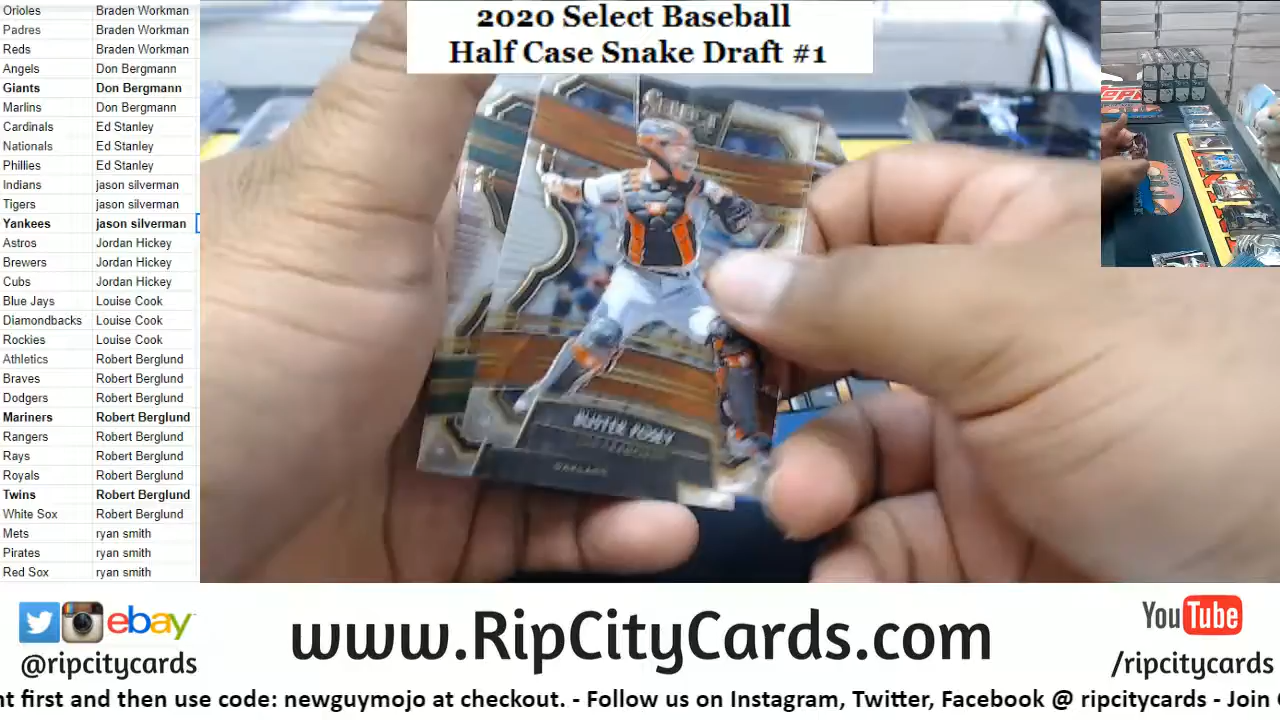 2020 Select Baseball
Half Case Snake Draft #1
Orioles Braden Workman
Padres Braden Workman
Reds Braden Workman
Angels Don Bergmann
Giants Don Bergmann
Marlins Don Bergmann
Cardinals Ed Stanley
Nationals Ed Stanley
Phillies Ed Stanley
Indians jason silverman
Tigers jason silverman
Yankees jason silverman
Astros Jordan Hickey
Brewers Jordan Hickey
Cubs Jordan Hickey
Blue Jays Louise Cook
Diamondbacks Louise Cook
Rockies Louise Cook
Athletics Robert Berglund
Braves Robert Berglund
Dodgers Robert Berglund
Mariners Robert Berglund
Rangers Robert Berglund
Rays Robert Berglund
Royals Robert Berglund
Twins Robert Berglund
White Sox Robert Berglund
Mets ryan smith
Pirates ryan smith
Red Sox ryan smith
SELECT
BUSTER POSEY
ebay
@ripcitycards
www.RipCityCards.com
YouTube
/ripcitycards
nt first and then use code: newguymojo at checkout. - Follow us on Instagram, Twitter, Facebook @ ripcitycards - Join